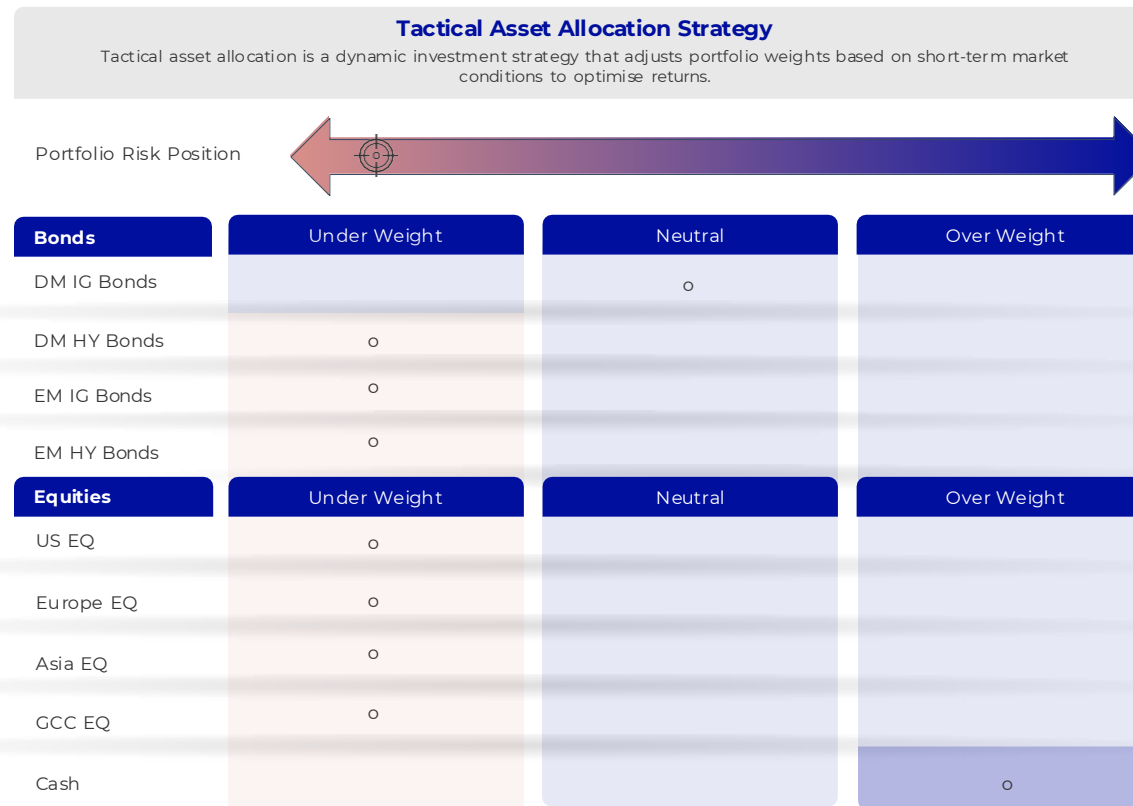 Tactical Asset Allocation Strategy
Tactical asset allocation is a dynamic investment strategy that adjusts portfolio weights based on short-term market
conditions to optimise returns.
Portfolio Risk Position
Bonds Under Weight Neutral Over Weight
DM IG Bonds o
DM HY Bonds o
EM IG Bonds o
EM HY Bonds o
Equities Under Weight Neutral Over Weight
US EQ o
Europe EQ o
Asia EQ o
GCC EQ o
Cash o